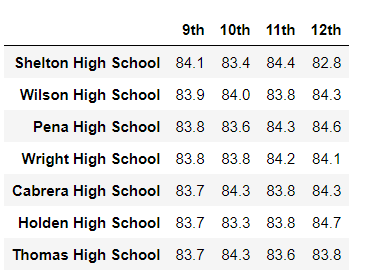 9th 10th 11th 12th
Shelton High School 84.1 83.4 84.4 82.8
Wilson High School 83.9 84.0 83.8 84.3
Pena High School 83.8 83.6 84.3 84.6
Wright High School 83.8 83.8 84.2 84.1
Cabrera High School 83.7 84.3 83.8 84.3
Holden High School 83.7 83.3 83.8 84.7
Thomas High School 83.7 84.3 83.6 83.8